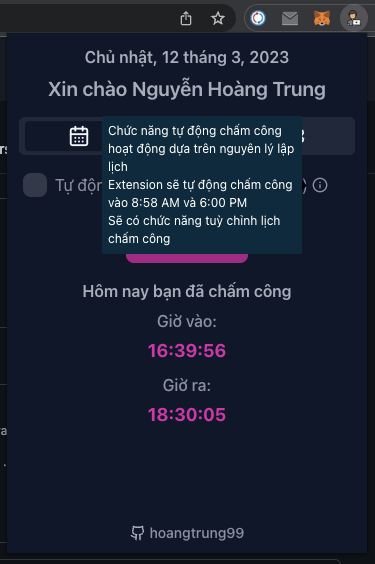 Chủ nhật, 12 tháng 3, 2023
Xin chào Nguyễn Hoàng Trung
Chức năng tự động chấm công
hoạt động dựa trên nguyên lý lập
lịch
Extension sẽ tự động chấm công
vào 8:58 AM và 6:00 PM
Sẽ có chức năng tuỳ chỉnh lịch
chấm công
Tự độn
Hôm nay bạn đã chấm công
Giờ vào:
16:39:56
Giờ ra:
18:30:05
hoangtrung99